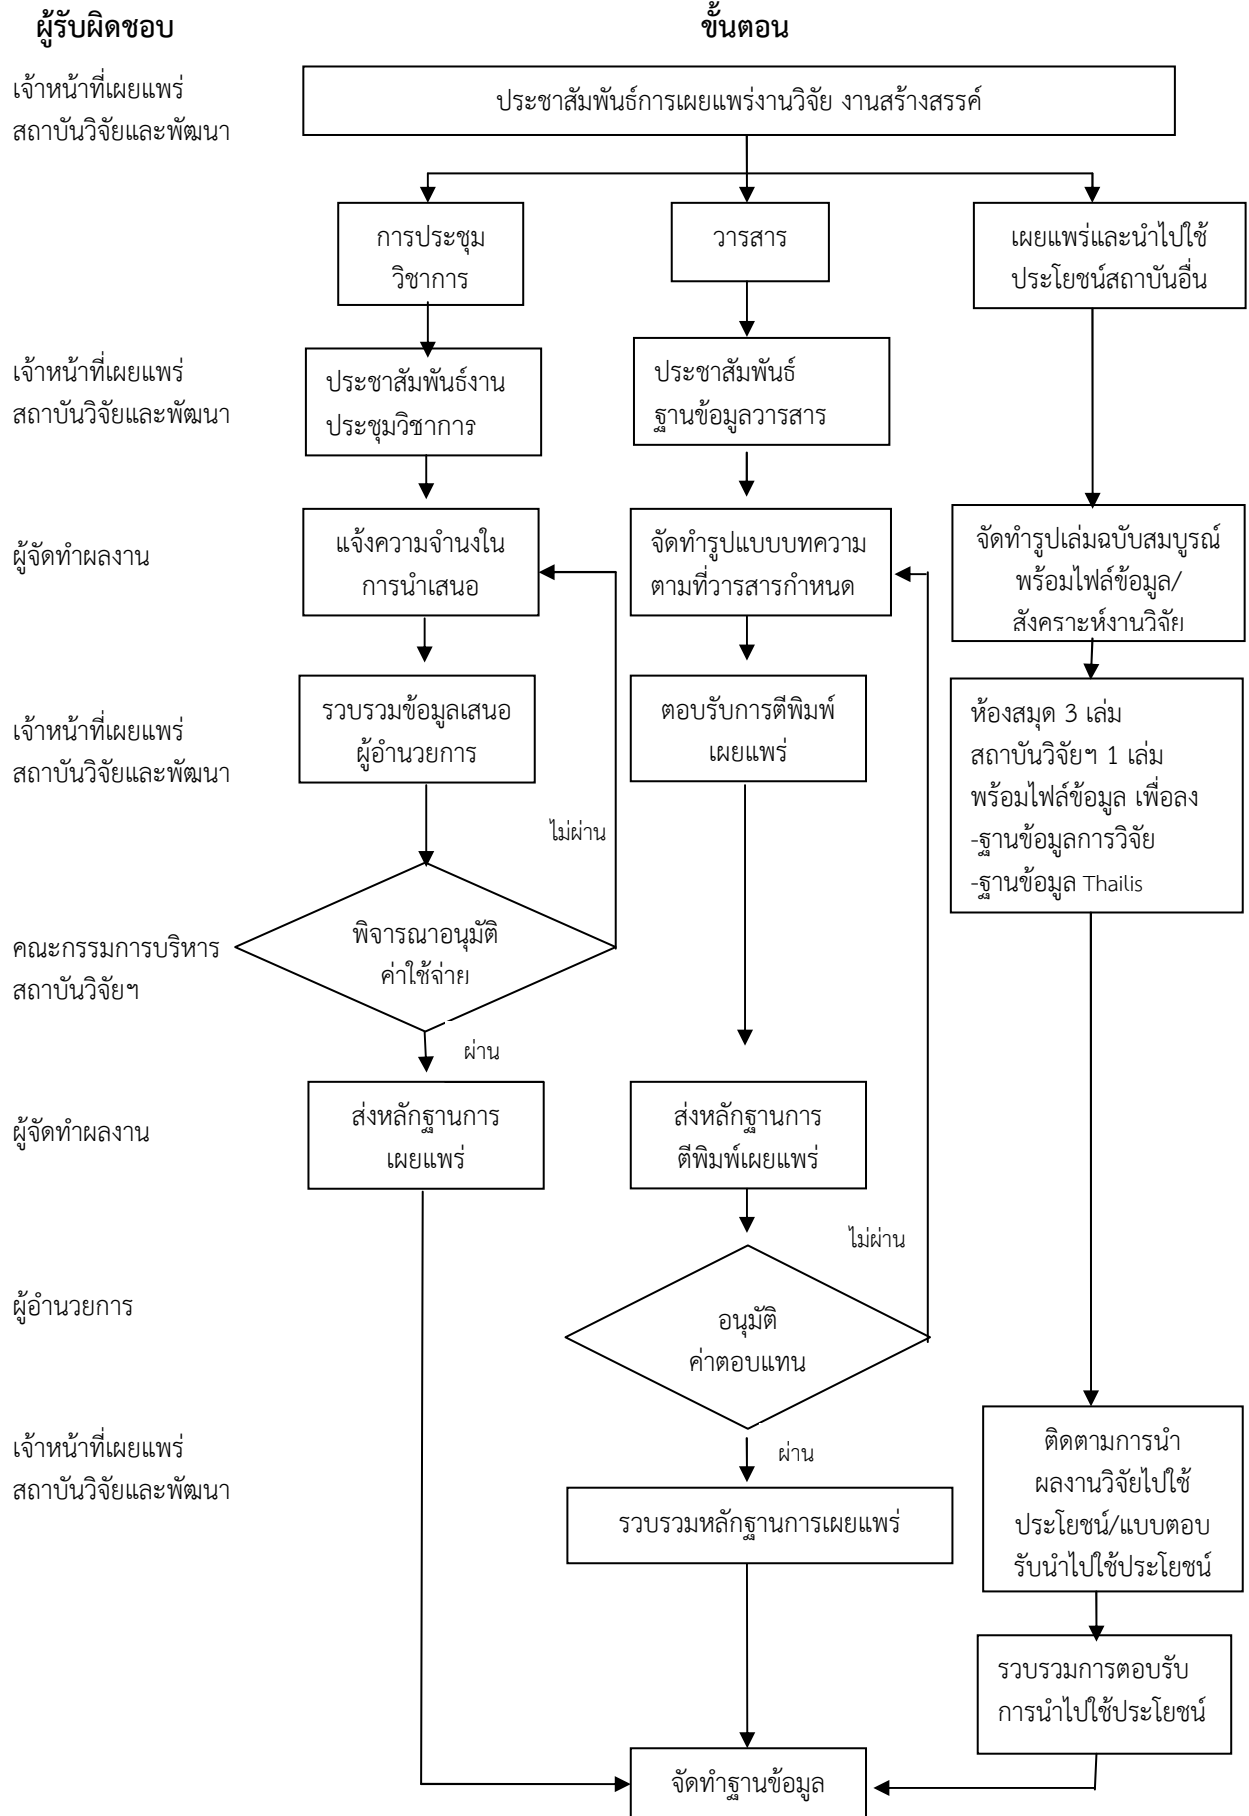 ผู้รับผิดชอบ
ขั้นตอน
เจ้าหน้าที่เผยแพร่
สถาบันวิจัยและพัฒนา
ประชาสัมพันธ์การเผยแพร่งานวิจัย งานสร้างสรรค์
การประชุม
วิชาการ
วารสาร
เผยแพร่และนำไปใช้
ประโยชน์สถาบันอื่น
เจ้าหน้าที่เผยแพร่
สถาบันวิจัยและพัฒนา
ประชาสัมพันธ์งาน
ประชุมวิชาการ
ประชาสัมพันธ์
ฐานข้อมูลวารสาร
ผู้จัดทำผลงาน
แจ้งความจำนงใน
การนำเสนอ
จัดทำรูปแบบบทความ
ตามที่วารสารกำหนด
จัดทำรูปเล่มฉบับสมบูรณ์
พร้อมไฟล์ข้อมูล/
สังคราะห์งานวิจัย
เจ้าหน้าที่เผยแพร่
สถาบันวิจัยและพัฒนา
รวบรวมข้อมูลเสนอ
ผู้อำนวยการ
ตอบรับการตีพิมพ์
เผยแพร่
ห้องสมุด 3 เล่ม
สถาบันวิจัยฯ 1 เล่ม
พร้อมไฟล์ข้อมูล เพื่อลง
-ฐานข้อมูลการวิจัย
-ฐานข้อมูล Thailis
ไม่ผ่าน
คณะกรรมการบริหาร
สถาบันวิจัยฯ
พิจารณาอนุมัติ
ค่าใช้จ่าย
ผ่าน
ผู้จัดทำผลงาน
ส่งหลักฐานการ
เผยแพร่
ส่งหลักฐานการ
ตีพิมพ์เผยแพร่
ไม่ผ่าน
ผู้อำนวยการ
อนุมัติ
ค่าตอบแทน
เจ้าหน้าที่เผยแพร่
สถาบันวิจัยและพัฒนา
ผ่าน
ติดตามการนำ
ผลงานวิจัยไปใช้
ประโยชน์/แบบตอบ
รับนำไปใช้ประโยชน์
รวบรวมหลักฐานการเผยแพร่
รวบรวมการตอบรับ
การนำไปใช้ประโยชน์
จัดทำฐานข้อมูล